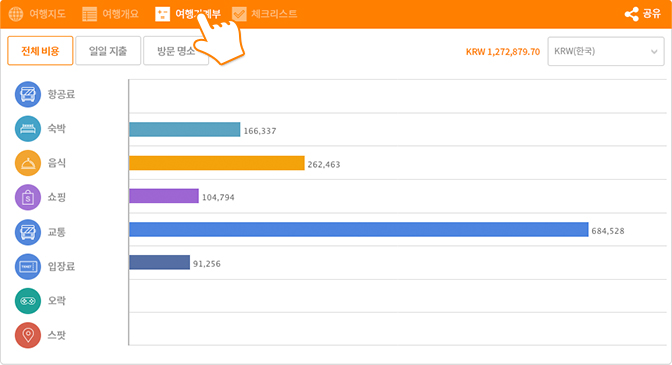 여행지도 여행개요 여행가계부 체크리스트 공유
전체 비용 일일 지출 방문 명소 KRW 1,272,879.70 KRW(한국)
항공료
숙박 166,337
음식 262,463
쇼핑 104,794
교통 684,528
입장료 91,256
오락
스팟